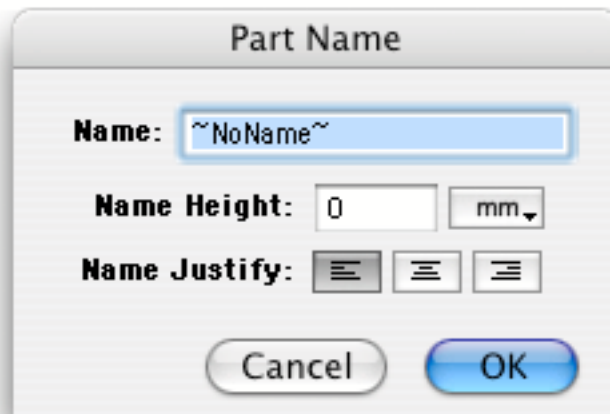 Part Name
Name: ~NoName~
Name Height: 0 mm
Name Justify:
Cancel OK